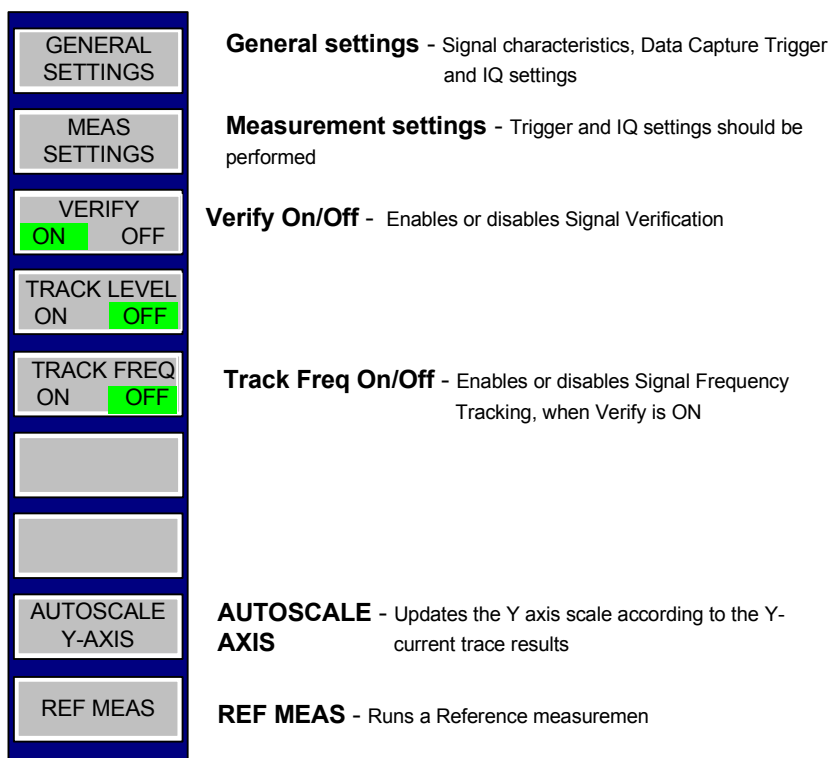 GENERAL
SETTINGS
General settings - Signal characteristics, Data Capture Trigger
and IQ settings
MEAS
SETTINGS
Measurement settings - Trigger and IQ settings should be
performed
VERIFY
ON OFF
Verify On/Off - Enables or disables Signal Verification
TRACK LEVEL
ON OFF
TRACK FREQ
ON OFF
Track Freq On/Off - Enables or disables Signal Frequency
Tracking, when Verify is ON
AUTOSCALE
Y-AXIS
AUTOSCALE - Updates the Y axis scale according to the Y-
AXIS current trace results
REF MEAS
REF MEAS - Runs a Reference measuremen